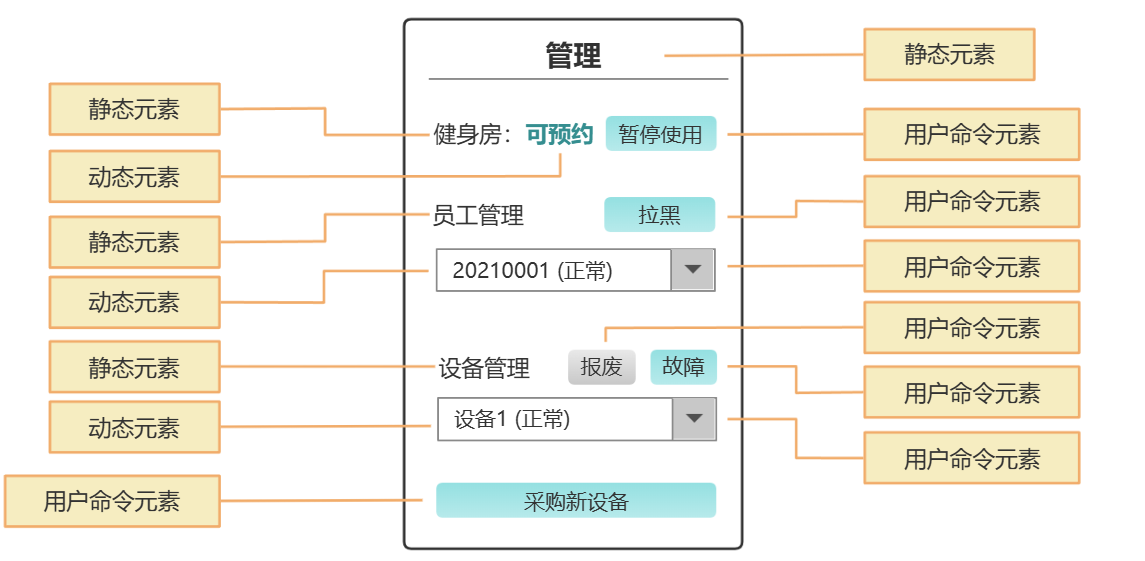 管理
静态元素
静态元素
健身房：可预约 暂停使用
用户命令元素
动态元素
用户命令元素
静态元素
员工管理 拉黑
动态元素
20210001 (正常)
用户命令元素
用户命令元素
静态元素
设备管理 报废 故障
用户命令元素
动态元素
设备1 (正常)
用户命令元素
用户命令元素
采购新设备